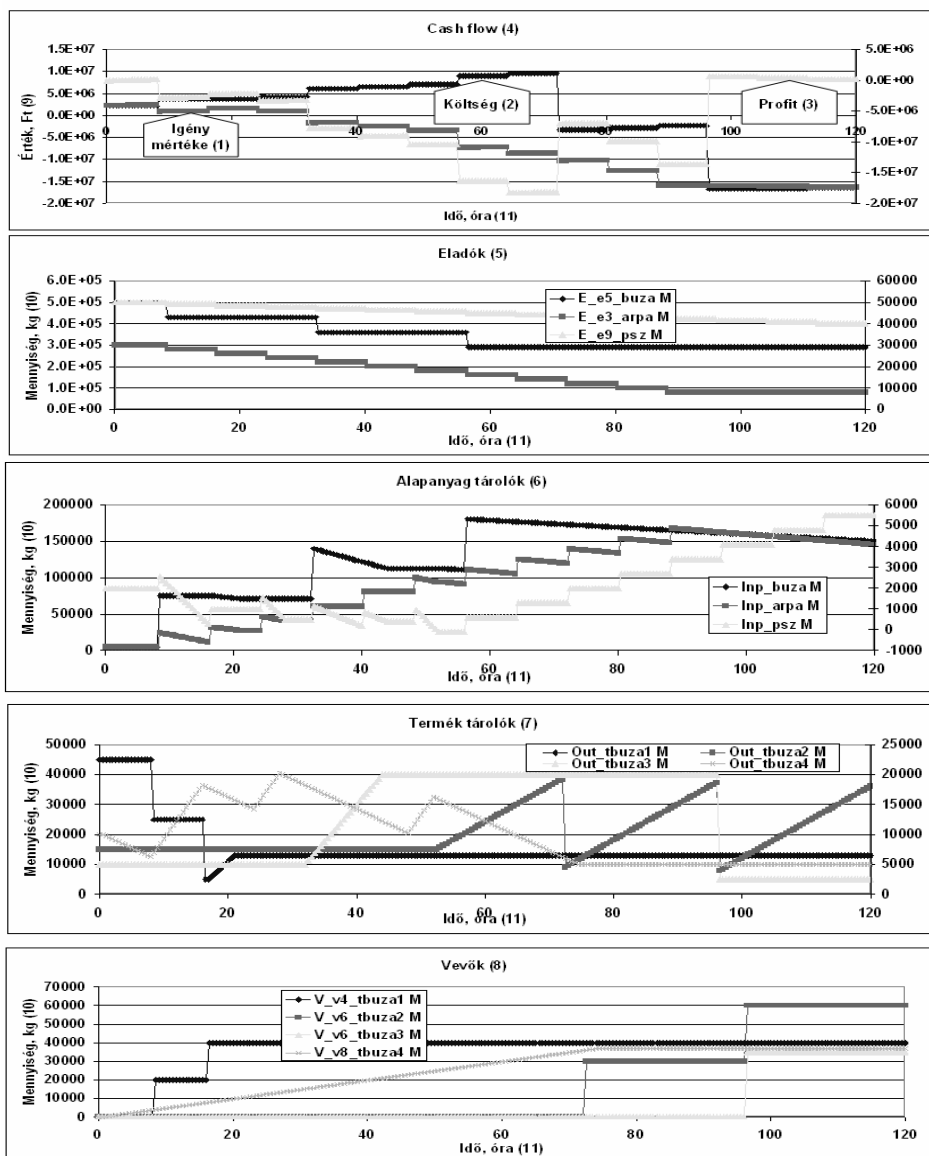 Cash flow (4)
1.5E+07
1.0E+07
5.0E+06
0.0E+00
-5.0E+06
-1.0E+07
-1.5E+07
-2.0E+07
5.0E+06
0.0E+00
-5.0E+06
-1.0E+07
-1.5E+07
-2.0E+07
Érték, Ft (9)
0 20 40 60 80 100 120
Igény
mértéke (1)
Költség (2)
Profit (3)
Idő, óra (11)
Eladók (5)
6.0E+05
5.0E+05
4.0E+05
3.0E+05
2.0E+05
1.0E+05
0.0E+00
60000
50000
40000
30000
20000
10000
0
Mennyiség, kg (10)
E_e5_buza M
E_e3_arpa M
E_e9_psz M
0 20 40 60 80 100 120
Idő, óra (11)
Alapanyag tárolók (6)
200000
150000
100000
50000
0
6000
5000
4000
3000
2000
1000
0
-1000
Mennyiség, kg (10)
Inp_buza M
Inp_arpa M
Inp_psz M
0 20 40 60 80 100 120
Idő, óra (11)
Termék tárolók (7)
50000
40000
30000
20000
10000
0
25000
20000
15000
10000
5000
0
Mennyiség, kg (10)
Out_tbuza1 M Out_tbuza2 M
Out_tbuza3 M Out_tbuza4 M
0 20 40 60 80 100 120
Idő, óra (11)
Vevők (8)
70000
60000
50000
40000
30000
20000
10000
0
Mennyiség, kg (10)
V_v4_tbuza1 M
V_v6_tbuza2 M
V_v6_tbuza3 M
V_v8_tbuza4 M
0 20 40 60 80 100 120
Idő, óra (11)